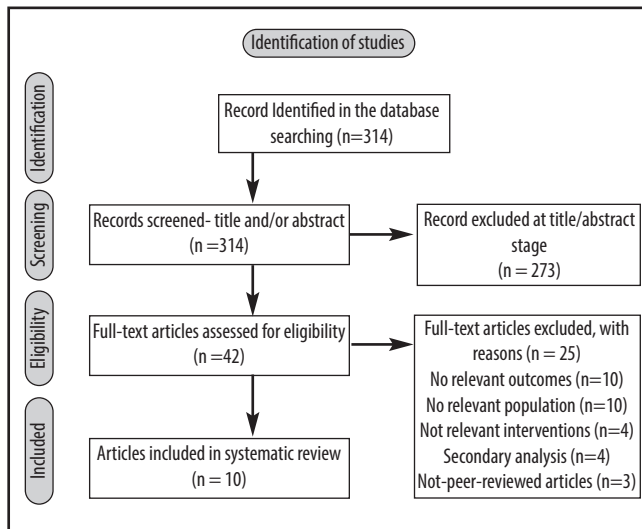 Identification of studies
Identification
Record Identified in the database
searching (n=314)
Screening
Records screened- title and/or abstract
(n =314)
Record excluded at title/abstract
stage
(n = 273)
Eligibility
Full-text articles assessed for eligibility
(n =42)
Full-text articles excluded, with
reasons (n = 25)
No relevant outcomes (n=10)
No relevant population (n=10)
Not relevant interventions (n=4)
Secondary analysis (n=4)
Not-peer-reviewed articles (n=3)
Included
Articles included in systematic review
(n = 10)